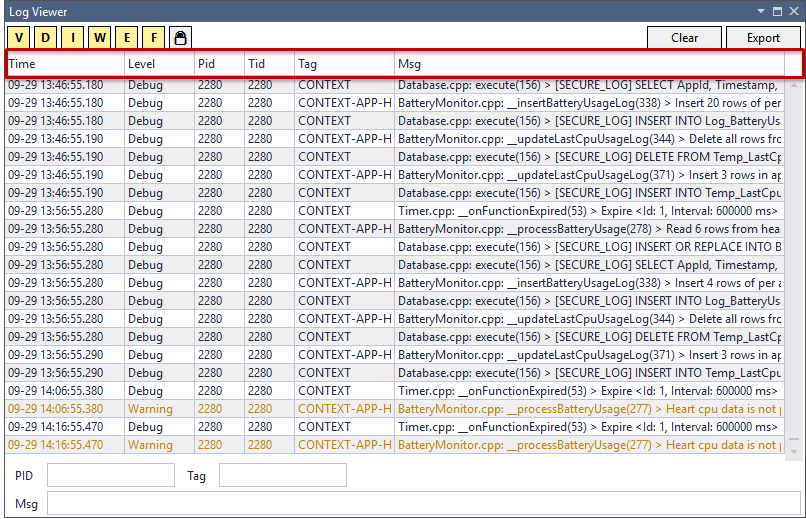 Log Viewer
V D I W E F Clear Export
Time Level Pid Tid Tag Msg
09-29 13:46:55.180 Debug 2280 2280 CONTEXT Database.cpp: execute(156) > [SECURE_LOG] SELECT AppId, Timestamp,
09-29 13:46:55.180 Debug 2280 2280 CONTEXT-APP-H BatteryMonitor.cpp: __insertBatteryUsageLog(338) > Insert 20 rows of per
09-29 13:46:55.180 Debug 2280 2280 CONTEXT Database.cpp: execute(156) > [SECURE_LOG] INSERT INTO Log_BatteryUs
09-29 13:46:55.190 Debug 2280 2280 CONTEXT-APP-H BatteryMonitor.cpp: __updateLastCpuUsageLog(344) > Delete all rows fro
09-29 13:46:55.190 Debug 2280 2280 CONTEXT Database.cpp: execute(156) > [SECURE_LOG] DELETE FROM Temp_LastCp
09-29 13:46:55.190 Debug 2280 2280 CONTEXT-APP-H BatteryMonitor.cpp: __updateLastCpuUsageLog(371) > Insert 3 rows in ap
09-29 13:46:55.190 Debug 2280 2280 CONTEXT Database.cpp: execute(156) > [SECURE_LOG] INSERT INTO Temp_LastCpu
09-29 13:56:55.280 Debug 2280 2280 CONTEXT Timer.cpp: __onFunctionExpired(53) > Expire <Id: 1, Interval: 600000 ms>
09-29 13:56:55.280 Debug 2280 2280 CONTEXT-APP-H BatteryMonitor.cpp: __processBatteryUsage(278) > Read 6 rows from hea
09-29 13:56:55.280 Debug 2280 2280 CONTEXT Database.cpp: execute(156) > [SECURE_LOG] INSERT OR REPLACE INTO B
09-29 13:56:55.280 Debug 2280 2280 CONTEXT Database.cpp: execute(156) > [SECURE_LOG] SELECT AppId, Timestamp,
09-29 13:56:55.280 Debug 2280 2280 CONTEXT-APP-H BatteryMonitor.cpp: __insertBatteryUsageLog(338) > Insert 4 rows of per a
09-29 13:56:55.280 Debug 2280 2280 CONTEXT Database.cpp: execute(156) > [SECURE_LOG] INSERT INTO Log_BatteryUs
09-29 13:56:55.280 Debug 2280 2280 CONTEXT-APP-H BatteryMonitor.cpp: __updateLastCpuUsageLog(344) > Delete all rows fro
09-29 13:56:55.280 Debug 2280 2280 CONTEXT Database.cpp: execute(156) > [SECURE_LOG] DELETE FROM Temp_LastCp
09-29 13:56:55.290 Debug 2280 2280 CONTEXT-APP-H BatteryMonitor.cpp: __updateLastCpuUsageLog(371) > Insert 3 rows in ap
09-29 13:56:55.290 Debug 2280 2280 CONTEXT Database.cpp: execute(156) > [SECURE_LOG] INSERT INTO Temp_LastCpu
09-29 14:06:55.380 Debug 2280 2280 CONTEXT Timer.cpp: __onFunctionExpired(53) > Expire <Id: 1, Interval: 600000 ms>
09-29 14:06:55.380 Warning 2280 2280 CONTEXT-APP-H BatteryMonitor.cpp: __processBatteryUsage(277) > Heart cpu data is not p
09-29 14:16:55.470 Debug 2280 2280 CONTEXT Timer.cpp: __onFunctionExpired(53) > Expire <Id: 1, Interval: 600000 ms>
09-29 14:16:55.470 Warning 2280 2280 CONTEXT-APP-H BatteryMonitor.cpp: __processBatteryUsage(277) > Heart cpu data is not p
PID Tag
Msg